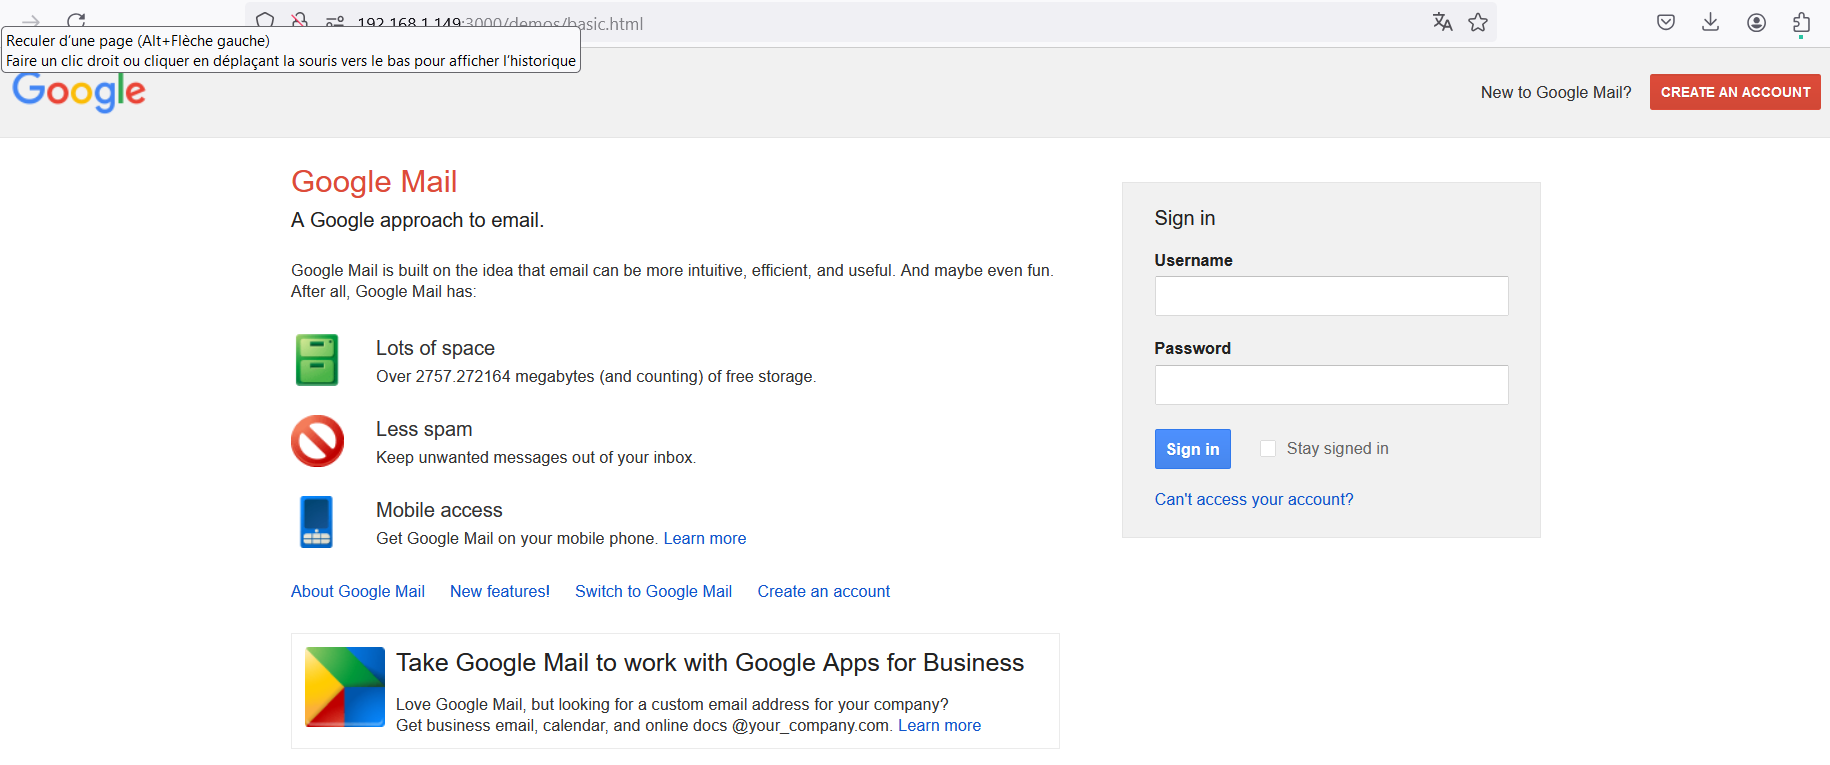 192.168.1.149:3000/demos/basic.html
Reculer d'une page (Alt+Flèche gauche)
Faire un clic droit ou cliquer en déplaçant la souris vers le bas pour afficher l'historique
Google
New to Google Mail?
CREATE AN ACCOUNT
Google Mail
A Google approach to email.
Google Mail is built on the idea that email can be more intuitive, efficient, and useful. And maybe even fun.
After all, Google Mail has:
Lots of space
Over 2757.272164 megabytes (and counting) of free storage.
Less spam
Keep unwanted messages out of your inbox.
Mobile access
Get Google Mail on your mobile phone. Learn more
About Google Mail
New features!
Switch to Google Mail
Create an account
Take Google Mail to work with Google Apps for Business
Love Google Mail, but looking for a custom email address for your company?
Get business email, calendar, and online docs @your_company.com. Learn more
Sign in
Username
Password
Sign in
Stay signed in
Can't access your account?